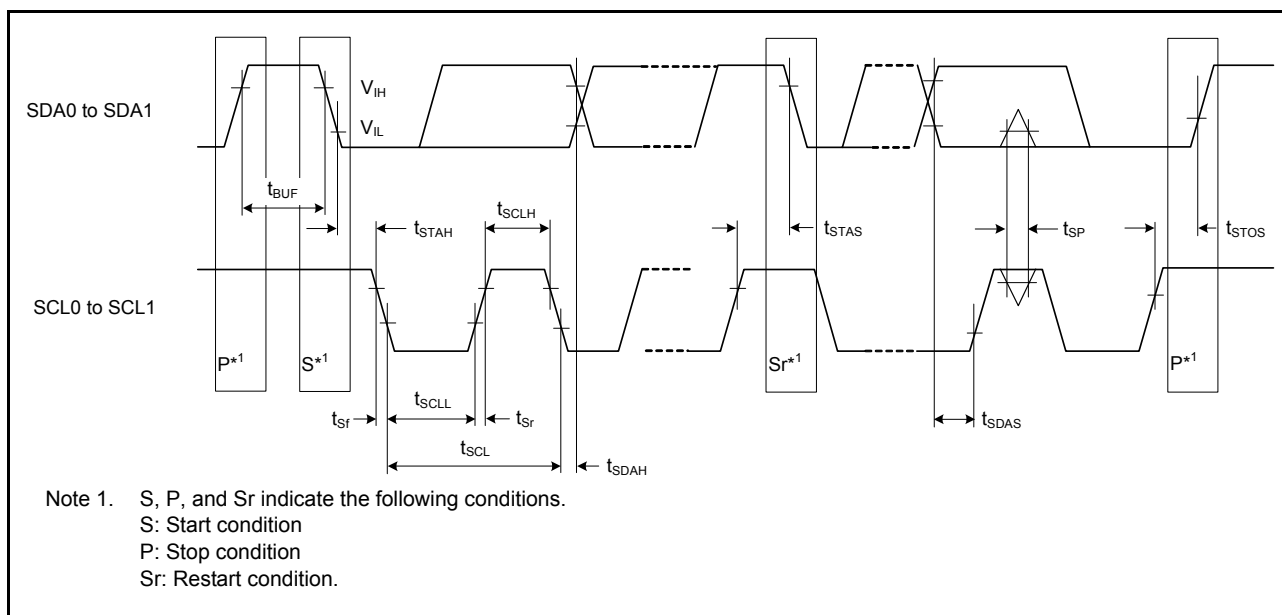 SDA0 to SDA1
VIH
VIL
tBUF
tSTAH
tSCLH
tSTAS
tSP
tSTOS
SCL0 to SCL1
P*1
S*1
Sr*1
P*1
tSf
tSCLL
tSr
tSDAS
tSCL
tSDAH
Note 1. S, P, and Sr indicate the following conditions.
S: Start condition
P: Stop condition
Sr: Restart condition.